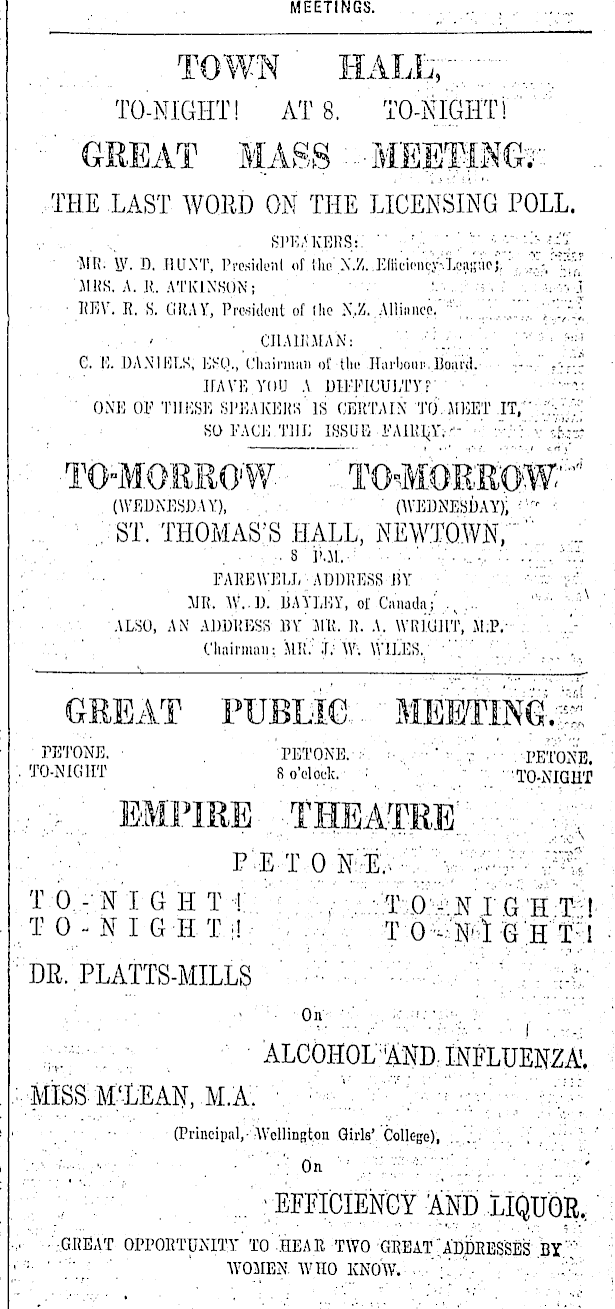 MEETINGS.
TOWN HALL,
TO-NIGHT! AT 8. TO-NIGHT!
GREAT MASS MEETING.
THE LAST WORD ON THE LICENSING POLL.
SPEAKERS:
MR. W. D. HUNT, President of the N.Z. Efficiency League;
MRS. A. R. ATKINSON;
REV. R. S. GRAY, President of the N.Z. Alliance.
CHAIRMAN:
C. E. DANIELS, ESQ., Chairman of the Harbour Board.
HAVE YOU A DIFFICULTY?
ONE OF THESE SPEAKERS IS CERTAIN TO MEET IT,
SO FACE THE ISSUE FAIRLY.
TO-MORROW TO-MORROW
(WEDNESDAY), (WEDNESDAY),
ST. THOMAS'S HALL, NEWTOWN,
8 P.M.
FAREWELL ADDRESS BY
MR. W. D. BAYLEY, of Canada;
ALSO, AN ADDRESS BY MR. R. A. WRIGHT, M.P.
Chairman: MR. J. W. WILES.
GREAT PUBLIC MEETING.
PETONE. PETONE. PETONE.
TO-NIGHT 8 o'clock. TO-NIGHT
EMPIRE THEATRE
PETONE.
TO-NIGHT! TO-NIGHT!
TO-NIGHT! TO-NIGHT!
DR. PLATTS-MILLS
On
ALCOHOL AND INFLUENZA.
MISS M'LEAN, M.A.
(Principal, Wellington Girls' College),
On
EFFICIENCY AND LIQUOR.
GREAT OPPORTUNITY TO HEAR TWO GREAT ADDRESSES BY
WOMEN WHO KNOW.